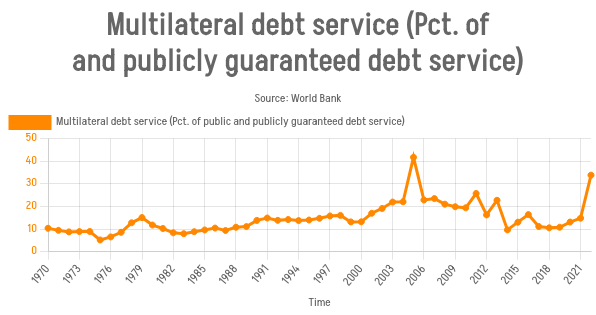 Multilateral debt service (Pct. of
and publicly guaranteed debt service)
Source: World Bank
Multilateral debt service (Pct. of public and publicly guaranteed debt service)
50
40
30
20
10
0
1970 1973 1976 1979 1982 1985 1988 1991 1994 1997 2000 2003 2006 2009 2012 2015 2018 2021
Time